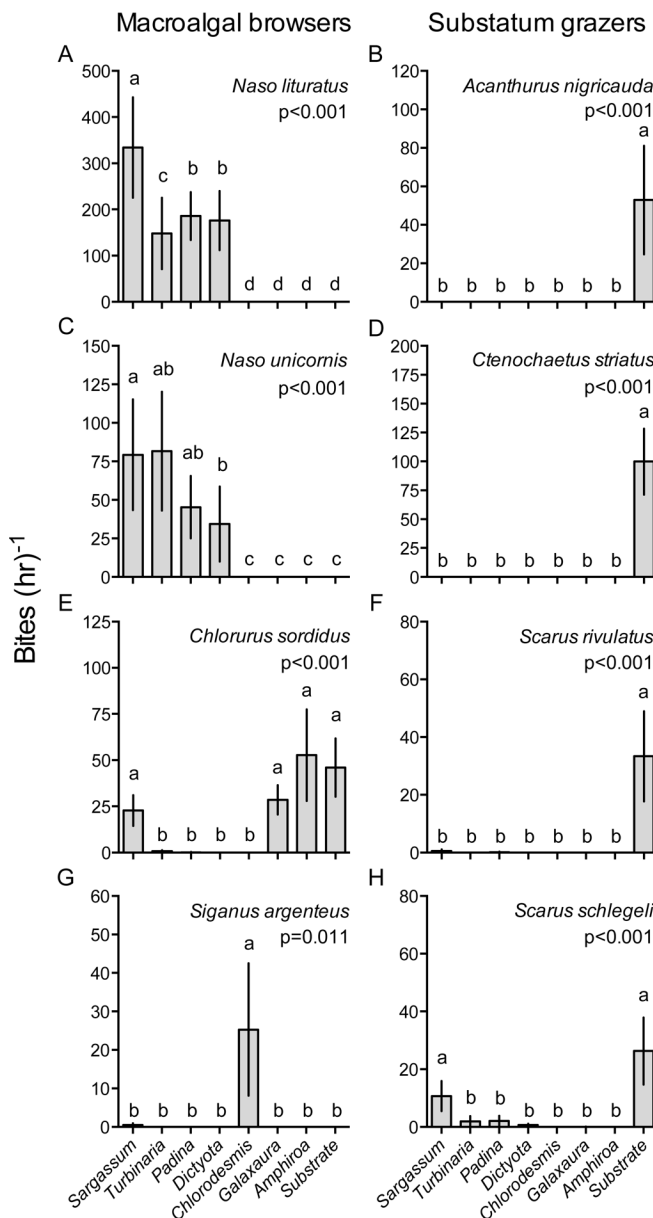 Macroalgal browsers
Substatum grazers
Bites (hr)-1
A
Naso lituratus
p<0.001
500
400
300
200
100
0
a c b b d d d d
B
Acanthurus nigricauda
p<0.001
120
100
80
60
40
20
0
b b b b b b b a
C
Naso unicornis
p<0.001
150
125
100
75
50
25
0
a ab ab b c c c c
D
Ctenochaetus striatus
p<0.001
200
175
150
125
100
75
50
25
0
b b b b b b b a
E
Chlorurus sordidus
p<0.001
125
100
75
50
25
0
a b b b b a a a
F
Scarus rivulatus
p<0.001
80
60
40
20
0
b b b b b b b a
G
Siganus argenteus
p=0.011
60
50
40
30
20
10
0
b b b b a b b b
Sargassum
Turbinaria
Padina
Dictyota
Chlorodesmis
Galaxaura
Amphiroa
Substrate
H
Scarus schlegeli
p<0.001
80
60
40
20
0
a b b b b b b a
Sargassum
Turbinaria
Padina
Dictyota
Chlorodesmis
Galaxaura
Amphiroa
Substrate